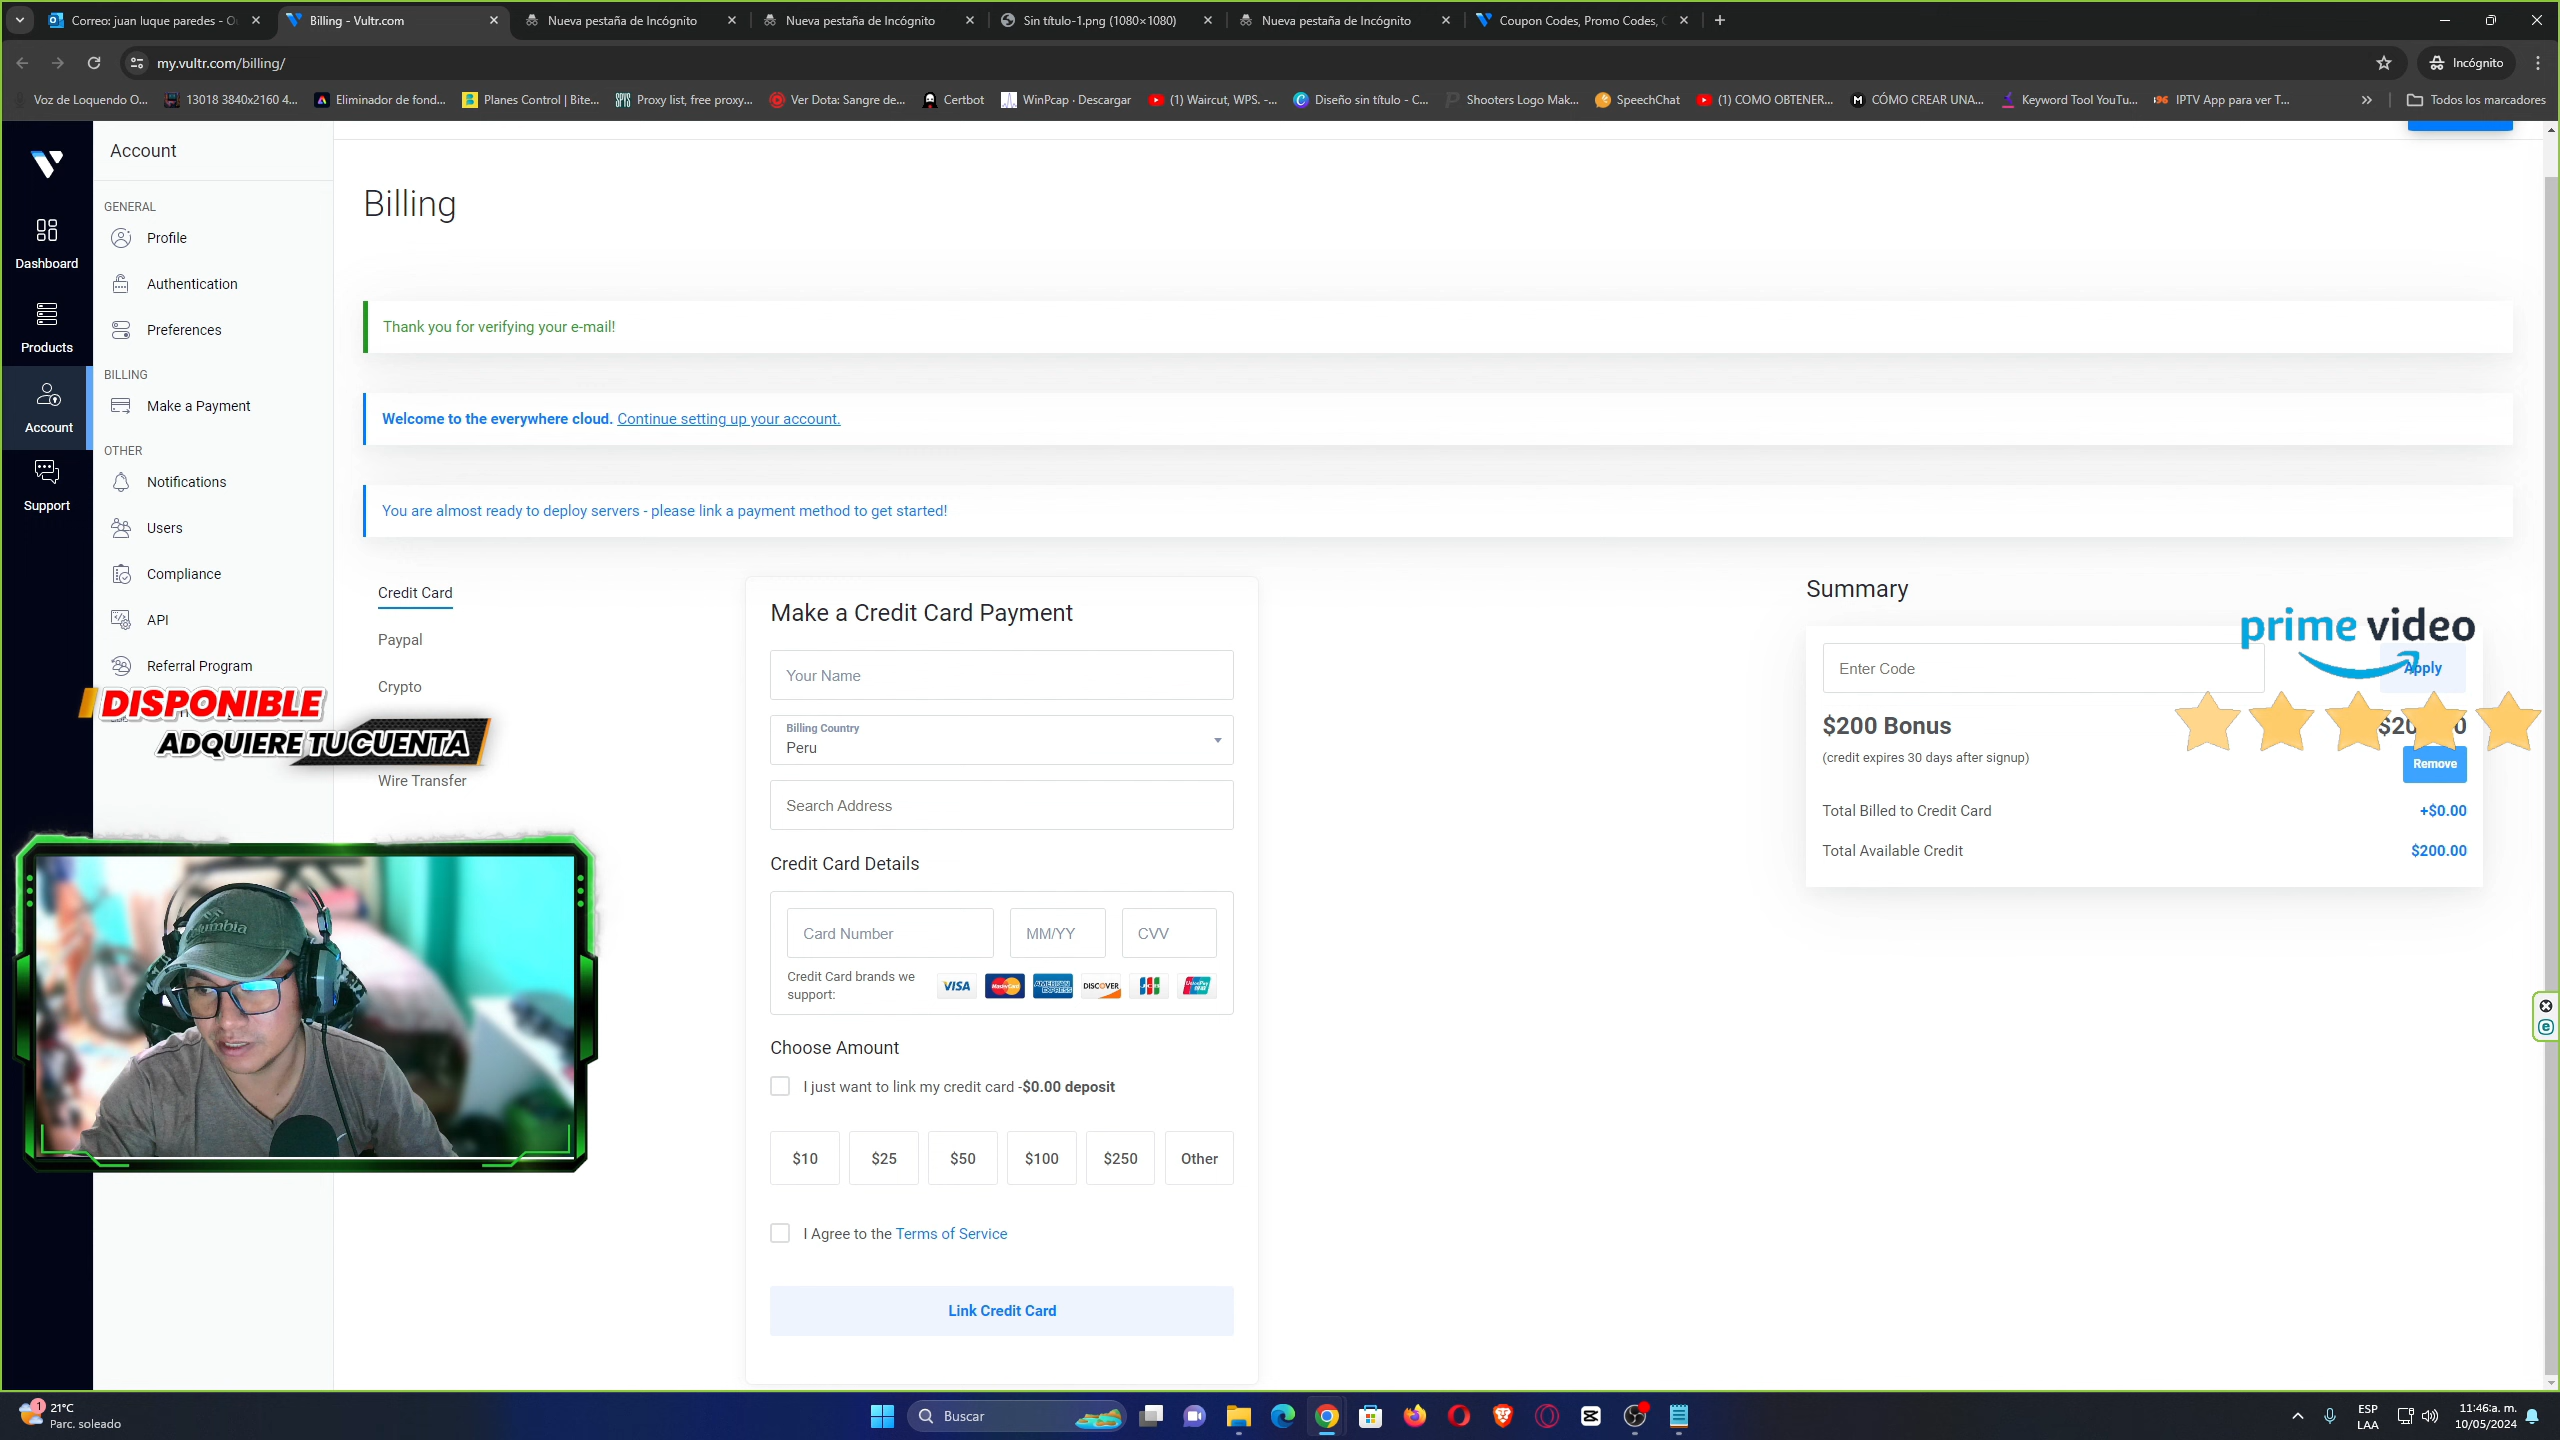 Correo: juan luque paredes - O
Billing - Vultr.com
Nueva pestaña de Incógnito
Nueva pestaña de Incógnito
Sin título-1.png (1080×1080)
Nueva pestaña de Incógnito
Coupon Codes, Promo Codes,
my.vultr.com/billing/
Incógnito
Voz de Loquendo O...
13018 3840x2160 4...
Eliminador de fond...
Planes Control | Bite...
Proxy list, free proxy...
Ver Dota: Sangre de...
Certbot
WinPcap · Descargar
(1) Waircut, WPS. -...
Diseño sin título - C...
Shooters Logo Mak...
SpeechChat
(1) COMO OBTENER...
CÓMO CREAR UNA...
Keyword Tool YouTu...
IPTV App para ver T...
Todos los marcadores
Dashboard
Products
Account
Support
Account
GENERAL
Profile
Authentication
Preferences
BILLING
Make a Payment
OTHER
Notifications
Users
Compliance
API
Referral Program
DISPONIBLE
ADQUIERE TU CUENTA
Billing
Thank you for verifying your e-mail!
Welcome to the everywhere cloud. Continue setting up your account.
You are almost ready to deploy servers - please link a payment method to get started!
Credit Card
Paypal
Crypto
Wire Transfer
Make a Credit Card Payment
Your Name
Billing Country
Peru
Search Address
Credit Card Details
Card Number
MM/YY
CVV
Credit Card brands we
support:
VISA
MasterCard
AMERICAN EXPRESS
DISCOVER
JCB
UnionPay
Choose Amount
I just want to link my credit card -$0.00 deposit
$10
$25
$50
$100
$250
Other
I Agree to the Terms of Service
Link Credit Card
Summary
prime video
Enter Code
Apply
$200 Bonus
(credit expires 30 days after signup)
Remove
Total Billed to Credit Card
+$0.00
Total Available Credit
$200.00
Columbia
1
21°C
Parc. soleado
Buscar
ESP
LAA
11:46 a. m.
10/05/2024